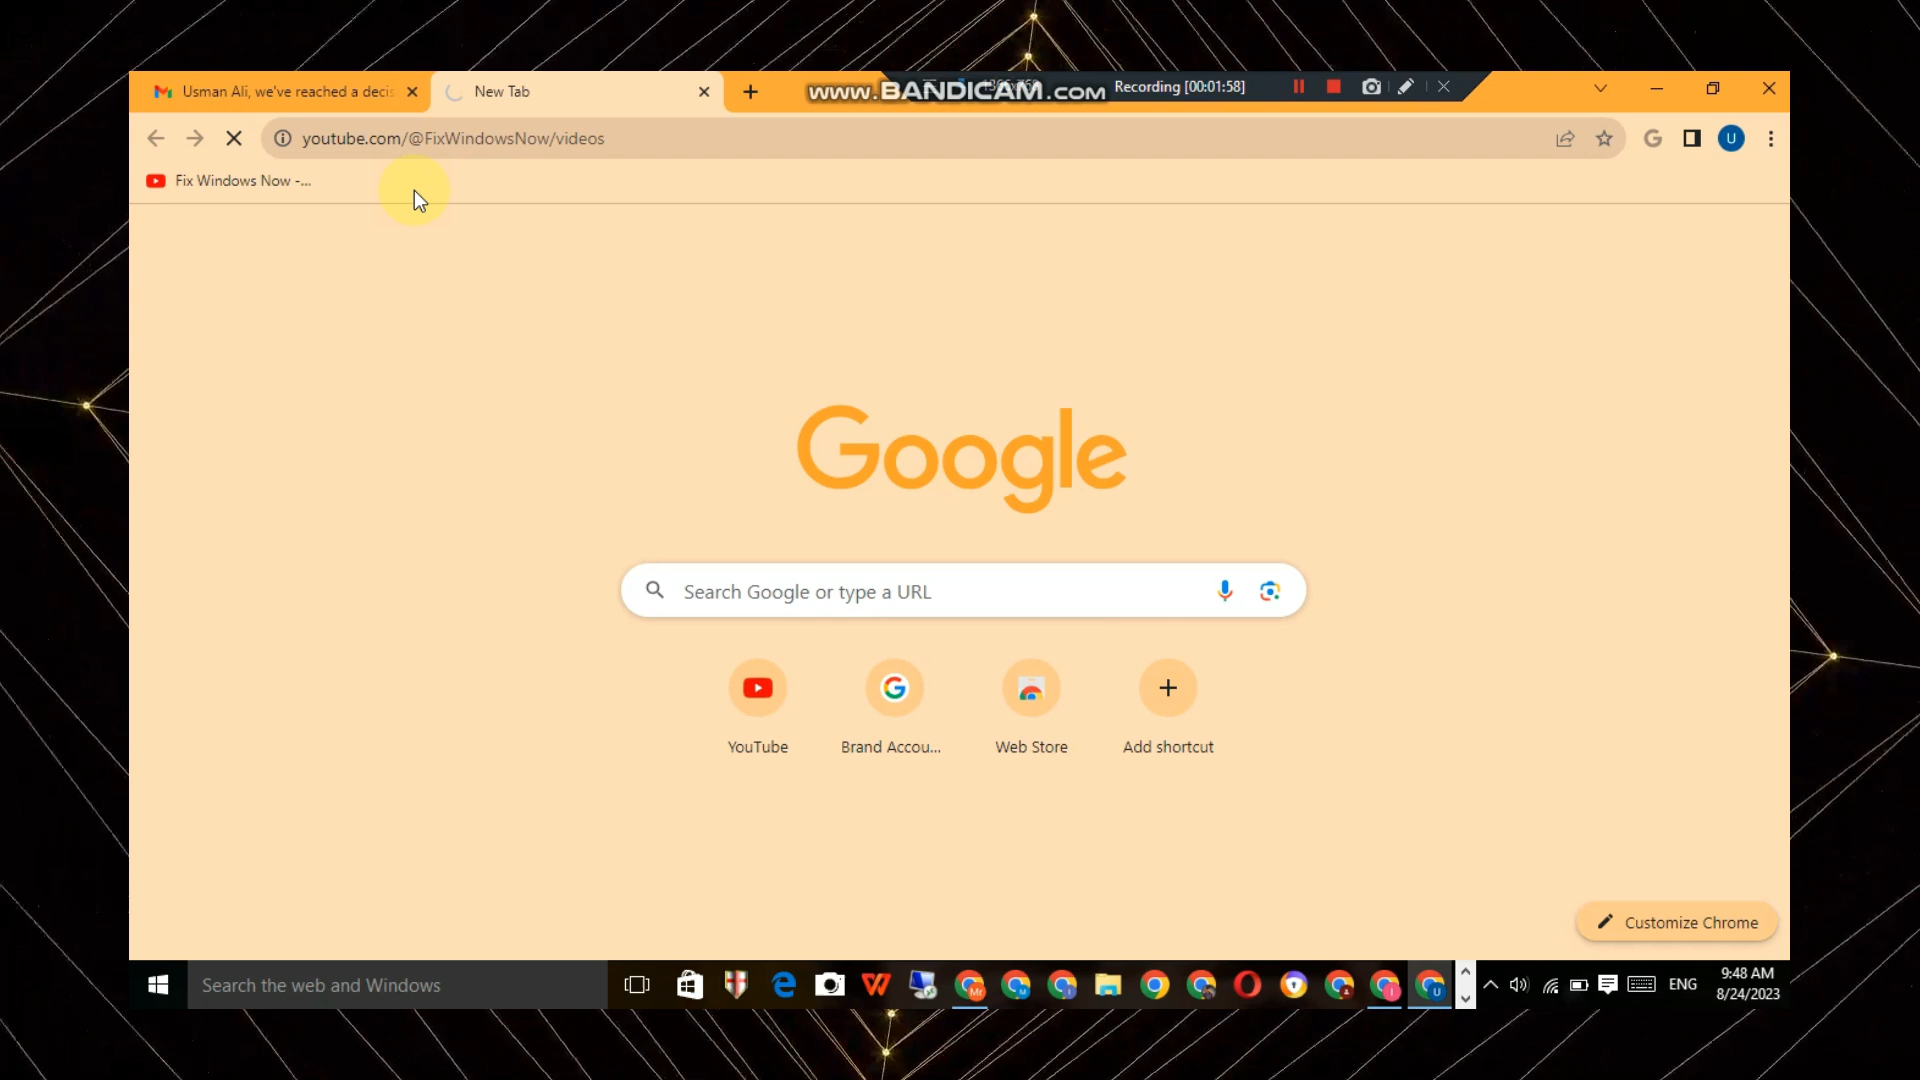 Usman Ali, we've reached a decis
New Tab
www.BANDICAM.com
Recording [00:01:58]
youtube.com/@FixWindowsNow/videos
U
Fix Windows Now -...
Google
Search Google or type a URL
YouTube
Brand Accou...
Web Store
Add shortcut
Customize Chrome
Search the web and Windows
ENG
9:48 AM
8/24/2023